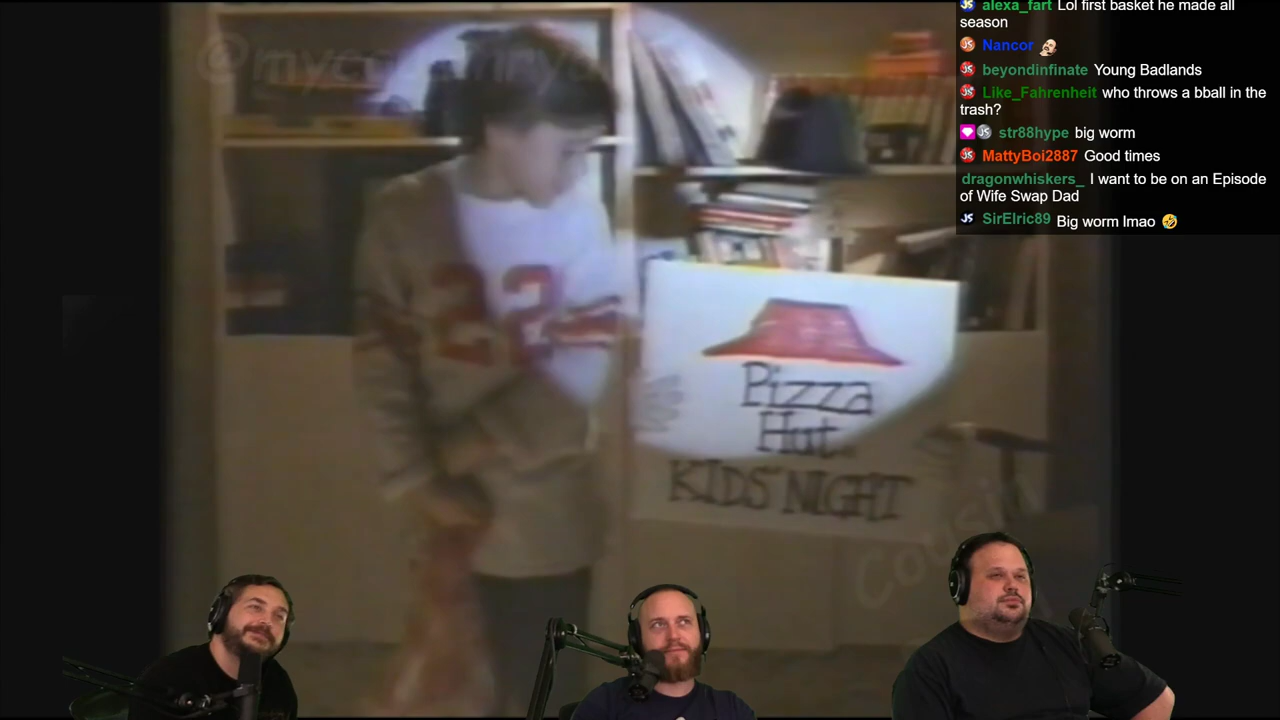 alexa_fart Lol first basket he made all
season
Nancor
beyondinfinate Young Badlands
Like_Fahrenheit who throws a bball in the
trash?
str88hype big worm
MattyBoi2887 Good times
dragonwhiskers_ I want to be on an Episode
of Wife Swap Dad
SirElric89 Big worm lmao
22
Pizza
Hut
KIDS' NIGHT
Cousin